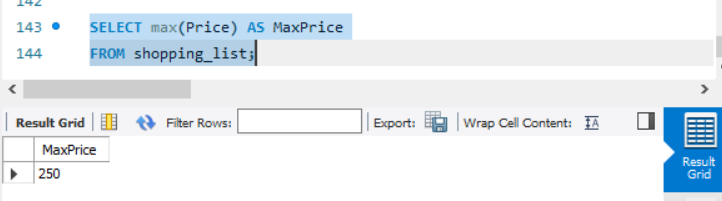 142
143 SELECT max(Price) AS MaxPrice
144 FROM shopping_list;
Result Grid Filter Rows: Export: Wrap Cell Content: IA
MaxPrice
250
Result
Grid